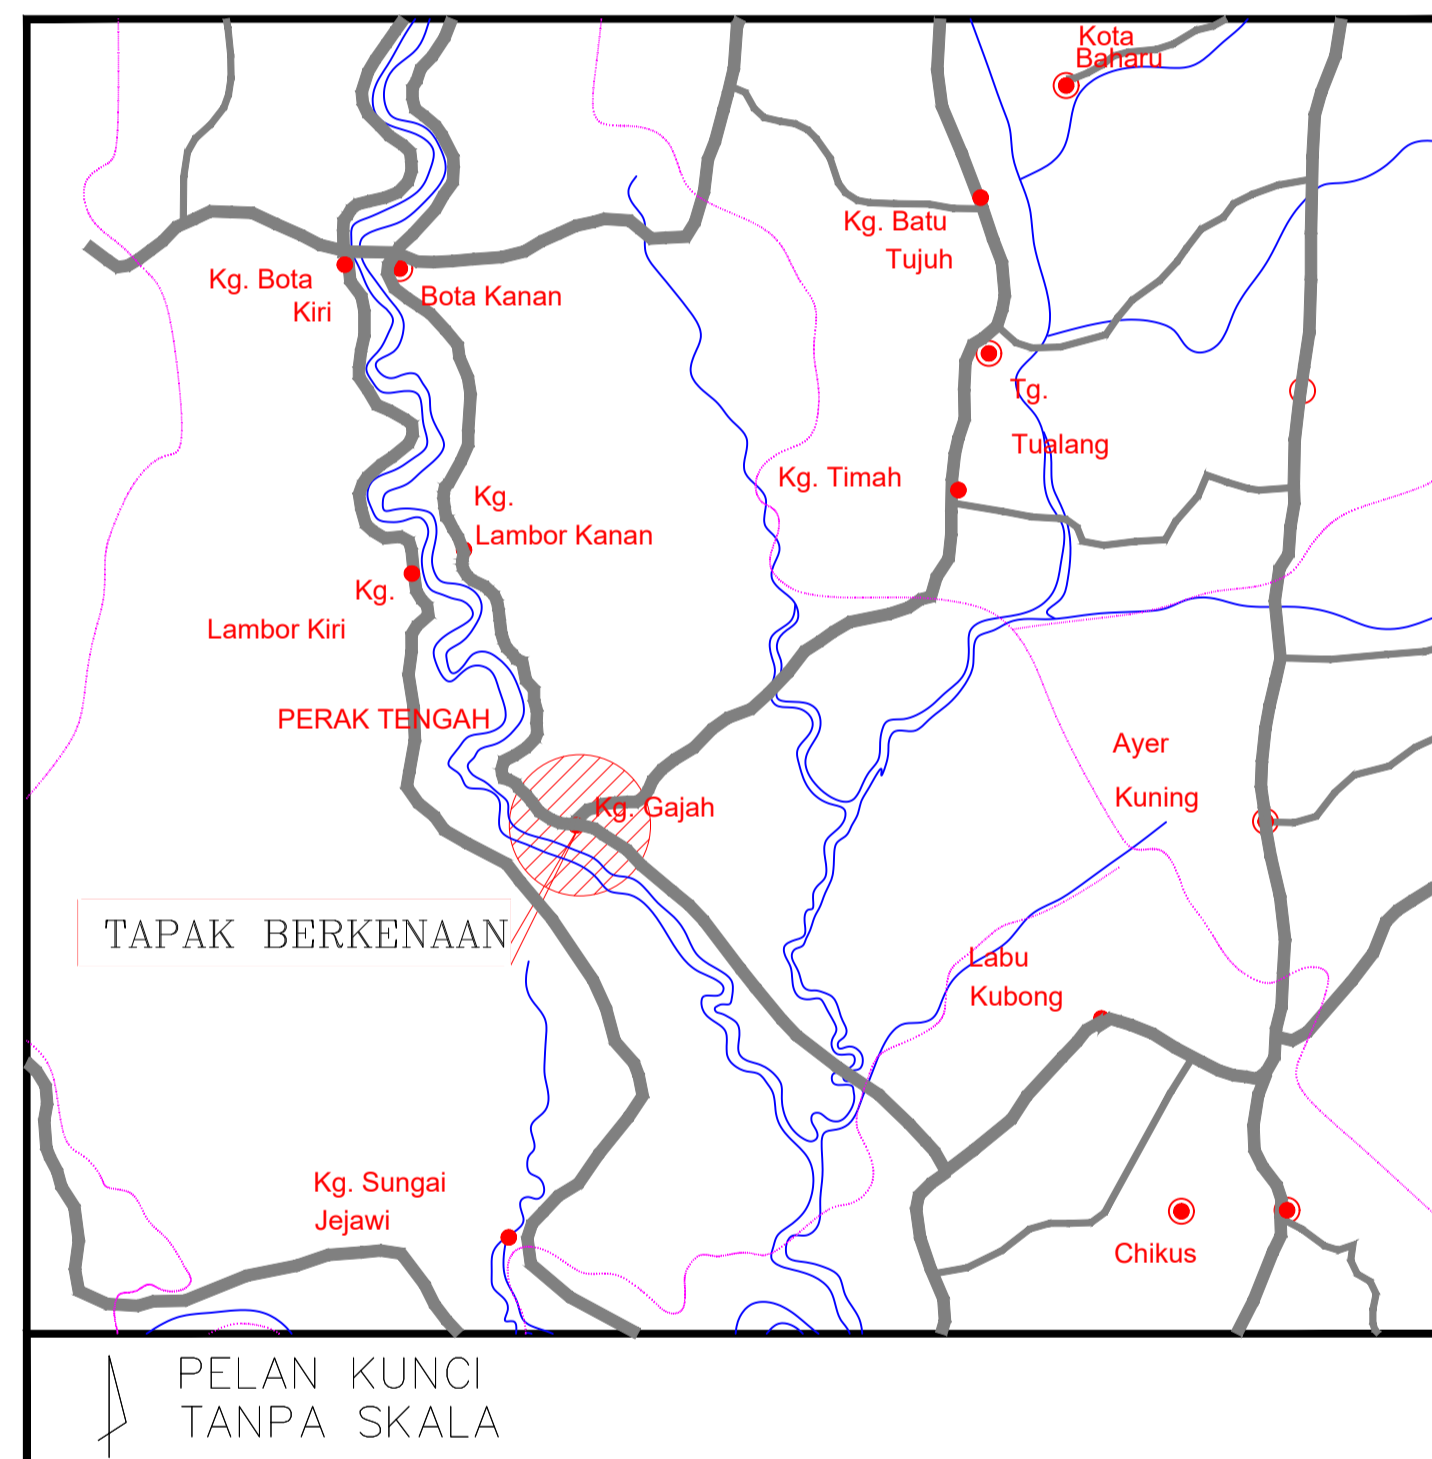 Kota
Baharu
Kg. Batu
Tujuh
Kg. Bota
Kiri
Bota Kanan
Tg.
Tualang
Kg. Timah
Kg.
Lambor Kanan
Kg.
Lambor Kiri
PERAK TENGAH
Ayer
Kuning
Kg. Gajah
TAPAK BERKENAAN
Labu
Kubong
Kg. Sungai
Jejawi
Chikus
PELAN KUNCI
TANPA SKALA